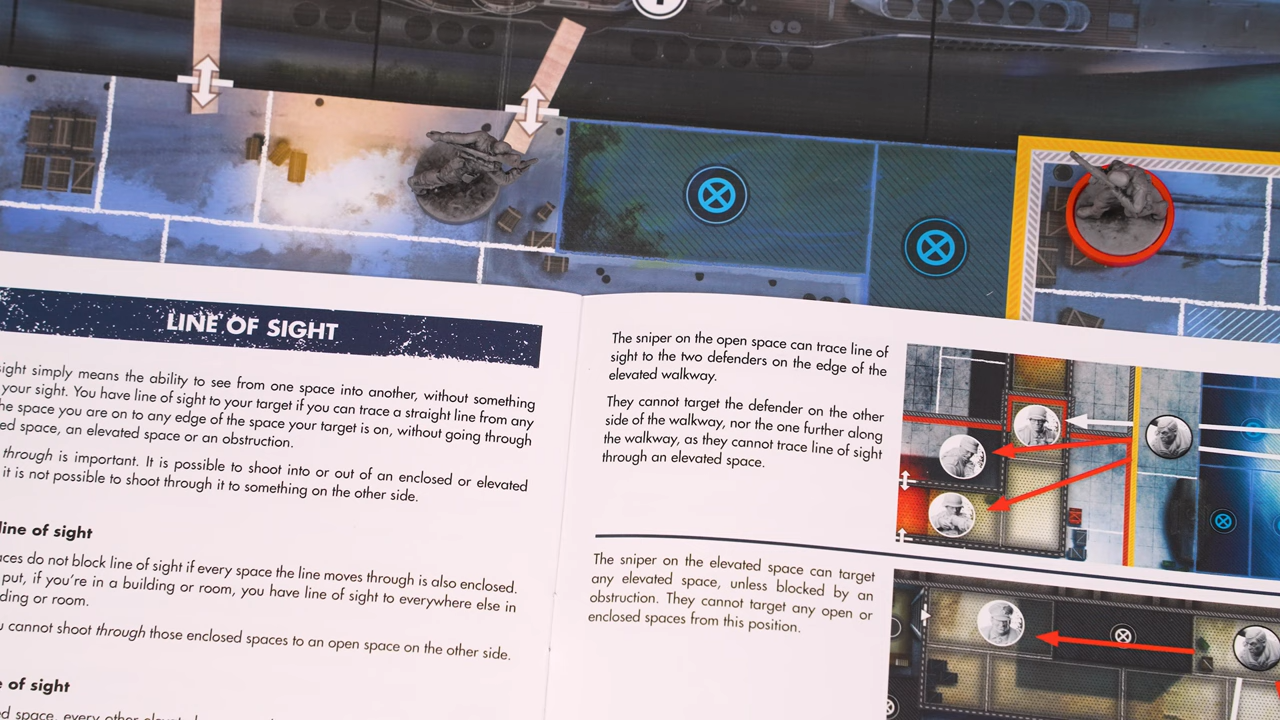 LINE OF SIGHT
sight simply means the ability to see from one space into another, without something
your sight. You have line of sight to your target if you can trace a straight line from any
the space you are on to any edge of the space your target is on, without going through
space, an elevated space or an obstruction.
through is important. It is possible to shoot into or out of an enclosed or elevated
it is not possible to shoot through it to something on the other side.
line of sight
do not block line of sight if every space the line moves through is also enclosed.
put, if you're in a building or room, you have line of sight to everywhere else in
or room.
cannot shoot through those enclosed spaces to an open space on the other side.
of sight
space, every other
The sniper on the open space can trace line of
sight to the two defenders on the edge of the
elevated walkway.
They cannot target the defender on the other
side of the walkway, nor the one further along
the walkway, as they cannot trace line of sight
through an elevated space.
The sniper on the elevated space can target
any elevated space, unless blocked by an
obstruction. They cannot target any open or
enclosed spaces from this position.